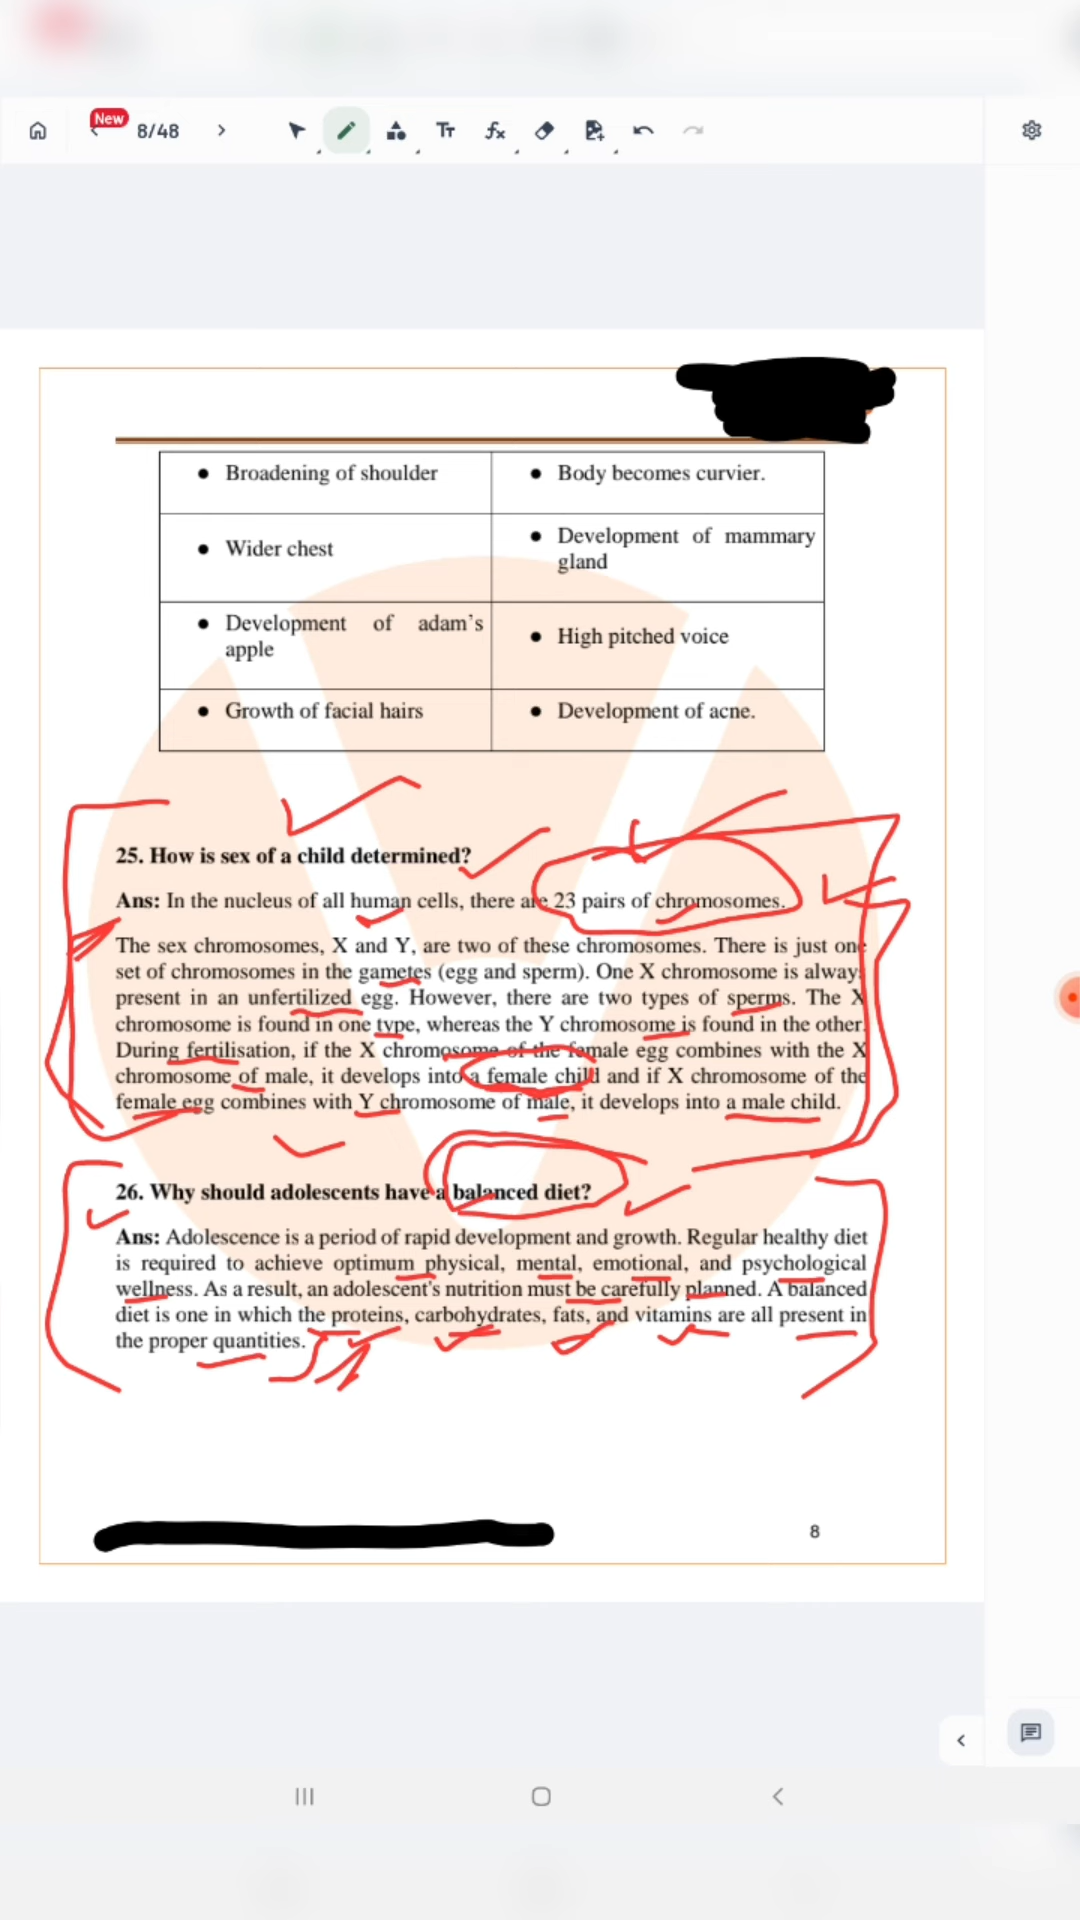 New
8/48
Tт
fx
• Broadening of shoulder
• Body becomes curvier.
• Wider chest
• Development of mammary
gland
• Development of adam's
apple
• High pitched voice
• Growth of facial hairs
• Development of acne.
25. How is sex of a child determined?
Ans: In the nucleus of all human cells, there are 23 pairs of chromosomes.
The sex chromosomes, X and Y, are two of these chromosomes. There is just one
set of chromosomes in the gametes (egg and sperm). One X chromosome is always
present in an unfertilized egg. However, there are two types of sperms. The X
chromosome is found in one type, whereas the Y chromosome is found in the other.
During fertilisation, if the X chromosome of the female egg combines with the X
chromosome of male, it develops into a female child and if X chromosome of the
female egg combines with Y chromosome of male, it develops into a male child.
26. Why should adolescents have a balanced diet?
Ans: Adolescence is a period of rapid development and growth. Regular healthy diet
is required to achieve optimum physical, mental, emotional, and psychological
wellness. As a result, an adolescent's nutrition must be carefully planned. A balanced
diet is one in which the proteins, carbohydrates, fats, and vitamins are all present in
the proper quantities.
8